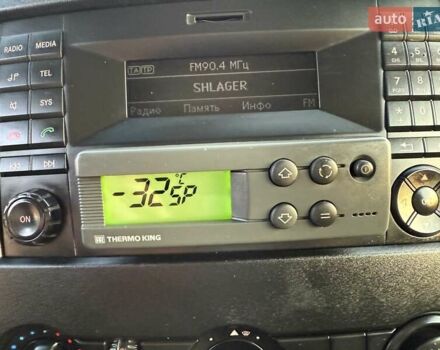 auto RIA
RADIO MEDIA
TA TP
FM90.4 МГц
TEL
SHLAGER
SYS
Радио Память Инфо FM
ON
-32 °C SP
THERMO KING